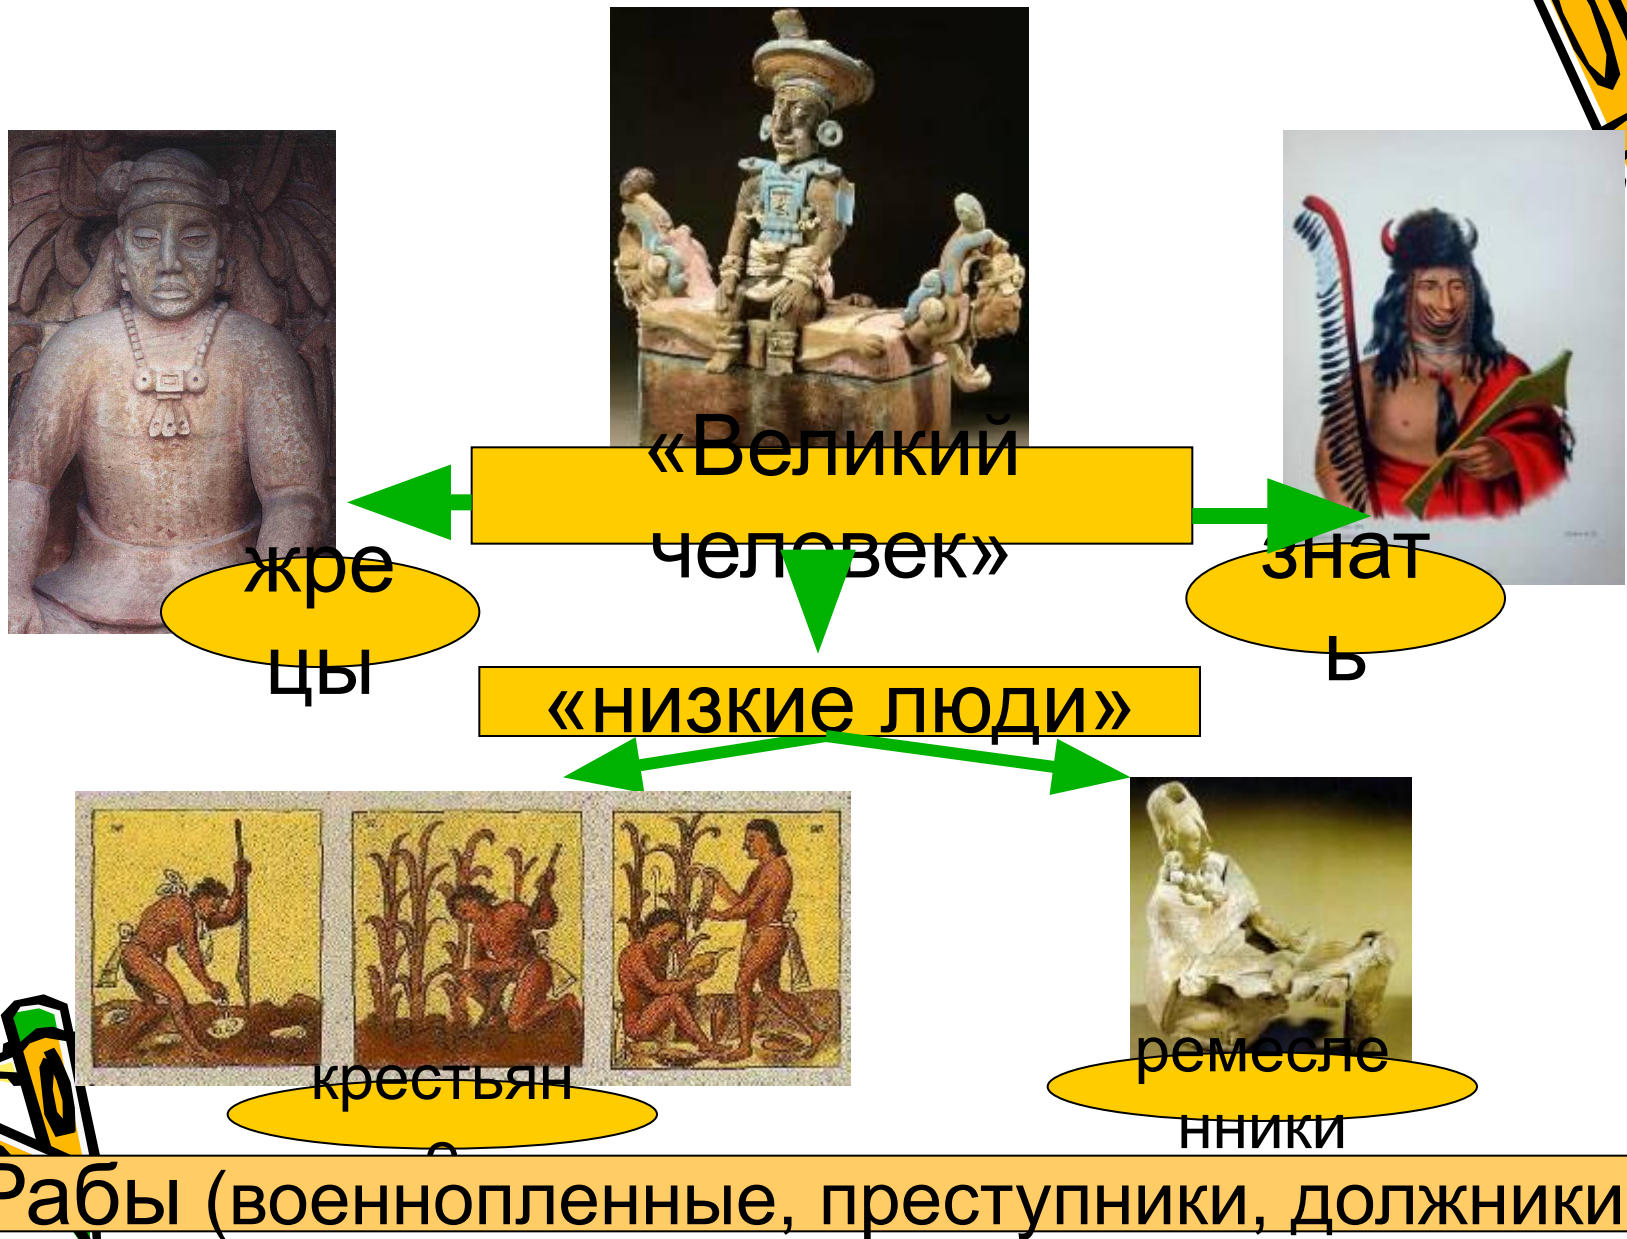 «Великий
человек»
жре
цы
знат
ь
«низкие люди»
крестьян
е
ремесле
нники
Рабы (военнопленные, преступники, должники